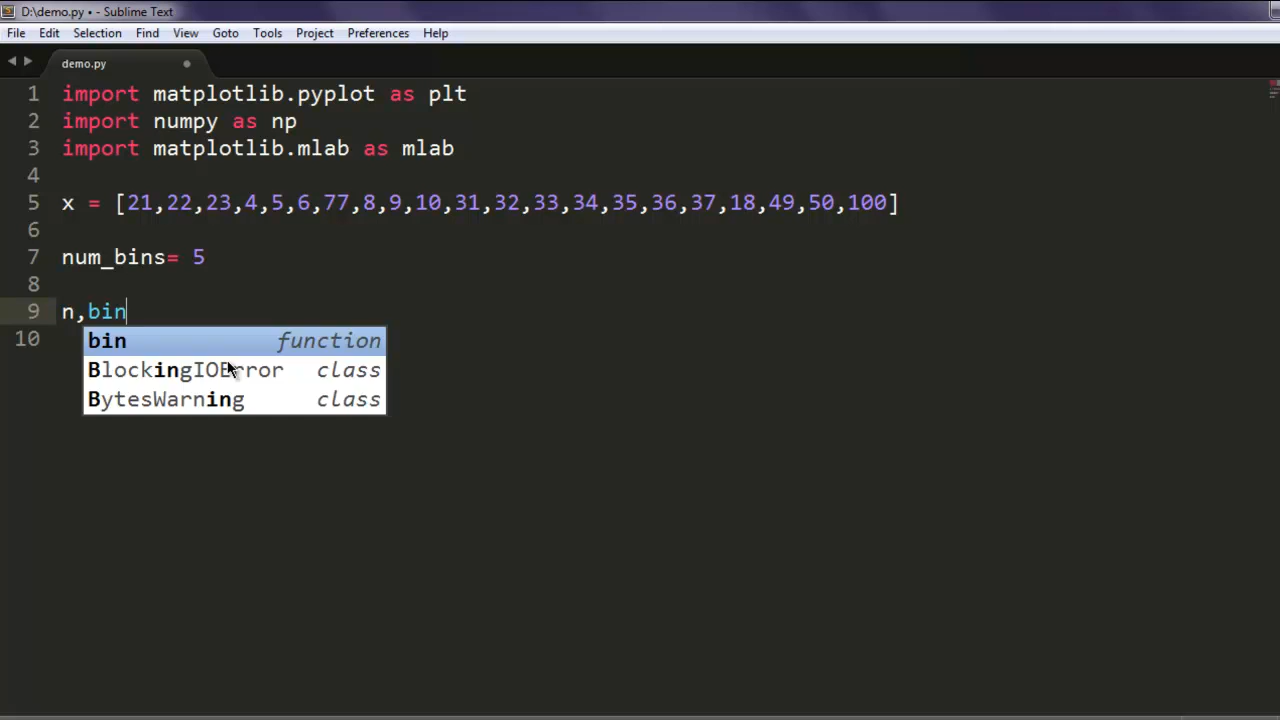 D:\demo.py • - Sublime Text
File Edit Selection Find View Goto Tools Project Preferences Help
demo.py
1 import matplotlib.pyplot as plt
2 import numpy as np
3 import matplotlib.mlab as mlab
4
5 x = [21,22,23,4,5,6,77,8,9,10,31,32,33,34,35,36,37,18,49,50,100]
6
7 num_bins= 5
8
9 n,bin
10
bin function
BlockingIOError class
BytesWarning class